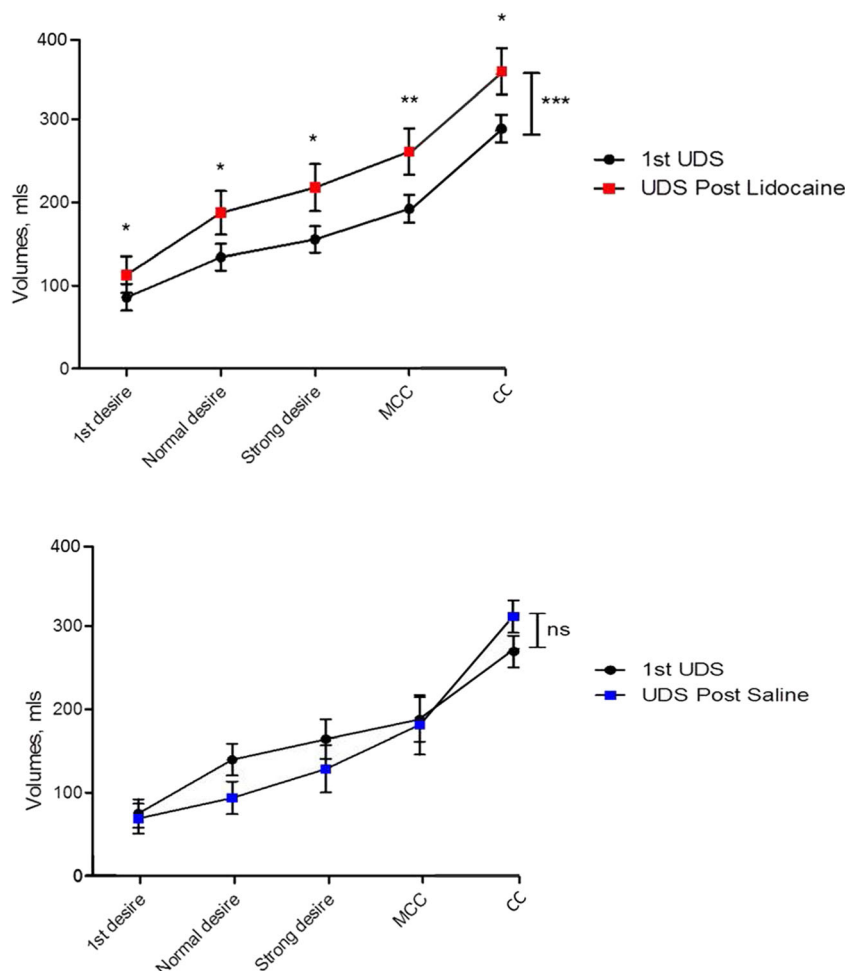 400
300
200
100
0
Volumes, mls
*
*
*
**
*
***
1st UDS
UDS Post Lidocaine
1st desire
Normal desire
Strong desire
MCC
CC
400
300
200
100
0
Volumes, mls
ns
1st UDS
UDS Post Saline
1st desire
Normal desire
Strong desire
MCC
CC